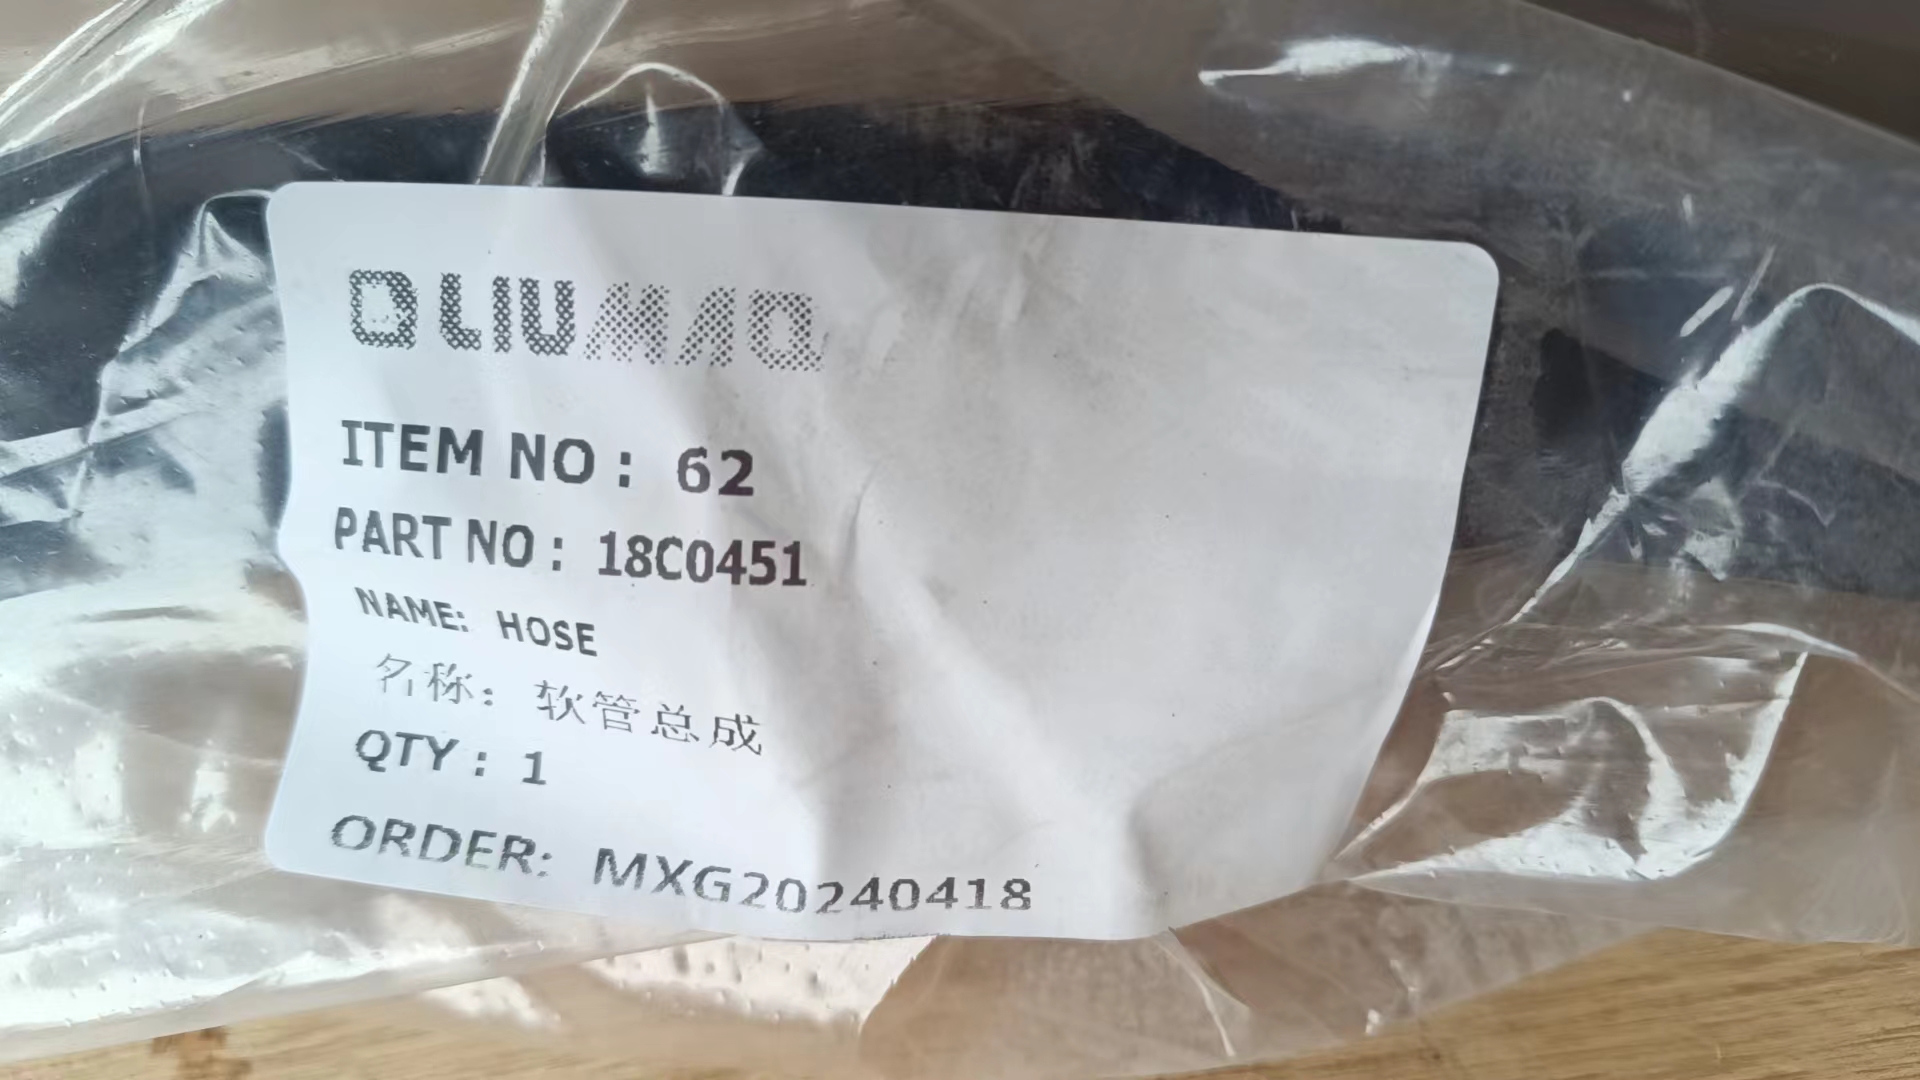 LIUMAQ
ITEM NO : 62
PART NO : 18C0451
NAME: HOSE
名称: 软管总成
QTY : 1
ORDER: MXG20240418